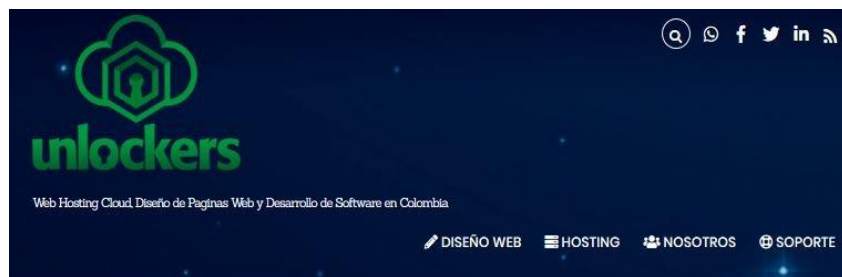 unlockers
Web Hosting Cloud, Diseño de Paginas Web y Desarrollo de Software en Colombia
DISEÑO WEB HOSTING NOSOTROS SOPORTE